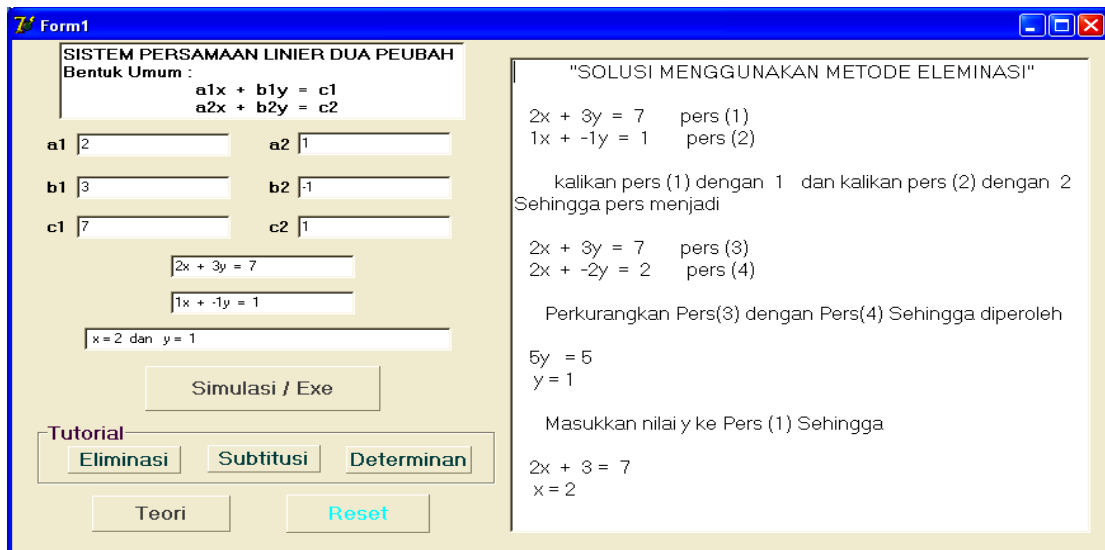 Form1
SISTEM PERSAMAAN LINIER DUA PEUBAH
Bentuk Umum :
a1x + b1y = c1
a2x + b2y = c2
a1 2 a2 1
b1 3 b2 -1
c1 7 c2 1
2x + 3y = 7
1x + -1y = 1
x = 2 dan y = 1
Simulasi / Exe
Tutorial
Eliminasi Subtitusi Determinan
Teori Reset
"SOLUSI MENGGUNAKAN METODE ELEMINASI"
2x + 3y = 7 pers (1)
1x + -1y = 1 pers (2)
kalikan pers (1) dengan 1 dan kalikan pers (2) dengan 2
Sehingga pers menjadi
2x + 3y = 7 pers (3)
2x + -2y = 2 pers (4)
Perkurangkan Pers(3) dengan Pers(4) Sehingga diperoleh
5y = 5
y = 1
Masukkan nilai y ke Pers (1) Sehingga
2x + 3 = 7
x = 2